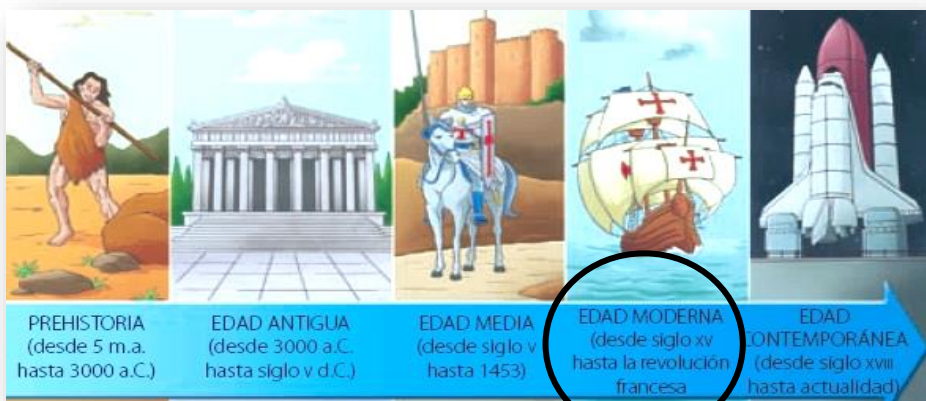 PREHISTORIA
(desde 5 m.a.
hasta 3000 a.C.)
EDAD ANTIGUA
(desde 3000 a.C.
hasta siglo v d.C.)
EDAD MEDIA
(desde siglo v
hasta 1453)
EDAD MODERNA
(desde siglo xv
hasta la revolución
francesa
EDAD
CONTEMPORÁNEA
(desde siglo xviii
hasta actualidad)